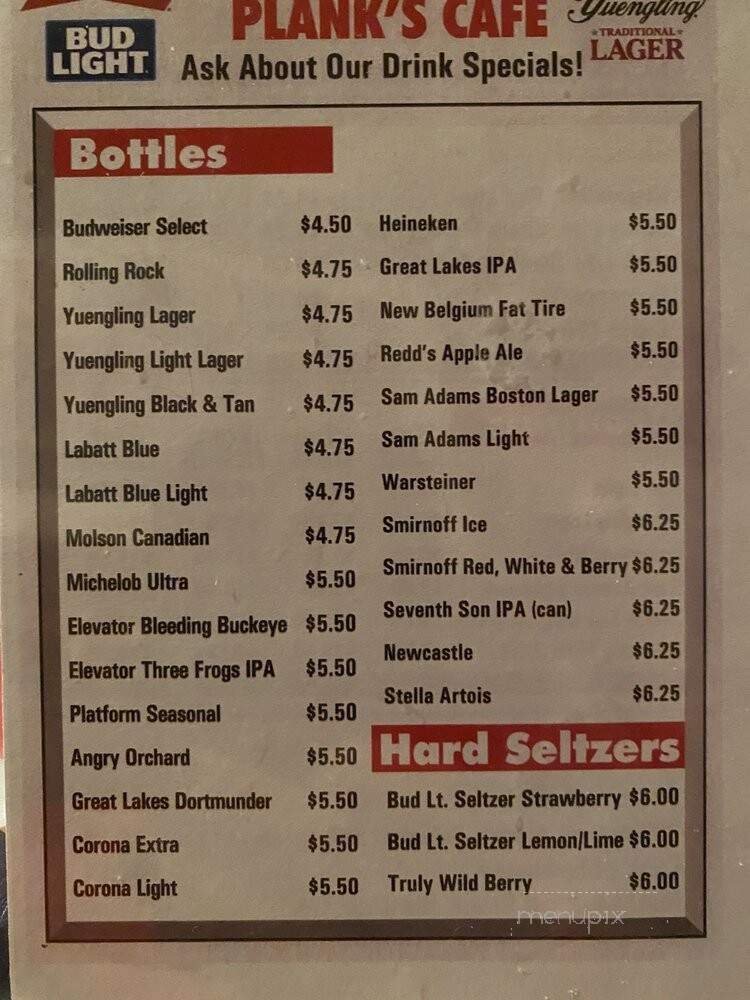 PLANK'S CAFE
BUD LIGHT
Yuengling
TRADITIONAL
LAGER
Ask About Our Drink Specials!
Bottles
Budweiser Select $4.50
Rolling Rock $4.75
Yuengling Lager $4.75
Yuengling Light Lager $4.75
Yuengling Black & Tan $4.75
Labatt Blue $4.75
Labatt Blue Light $4.75
Molson Canadian $4.75
Michelob Ultra $5.50
Elevator Bleeding Buckeye $5.50
Elevator Three Frogs IPA $5.50
Platform Seasonal $5.50
Angry Orchard $5.50
Great Lakes Dortmunder $5.50
Corona Extra $5.50
Corona Light $5.50
Heineken $5.50
Great Lakes IPA $5.50
New Belgium Fat Tire $5.50
Redd's Apple Ale $5.50
Sam Adams Boston Lager $5.50
Sam Adams Light $5.50
Warsteiner $5.50
Smirnoff Ice $6.25
Smirnoff Red, White & Berry $6.25
Seventh Son IPA (can) $6.25
Newcastle $6.25
Stella Artois $6.25
Hard Seltzers
Bud Lt. Seltzer Strawberry $6.00
Bud Lt. Seltzer Lemon/Lime $6.00
Truly Wild Berry $6.00
menupix